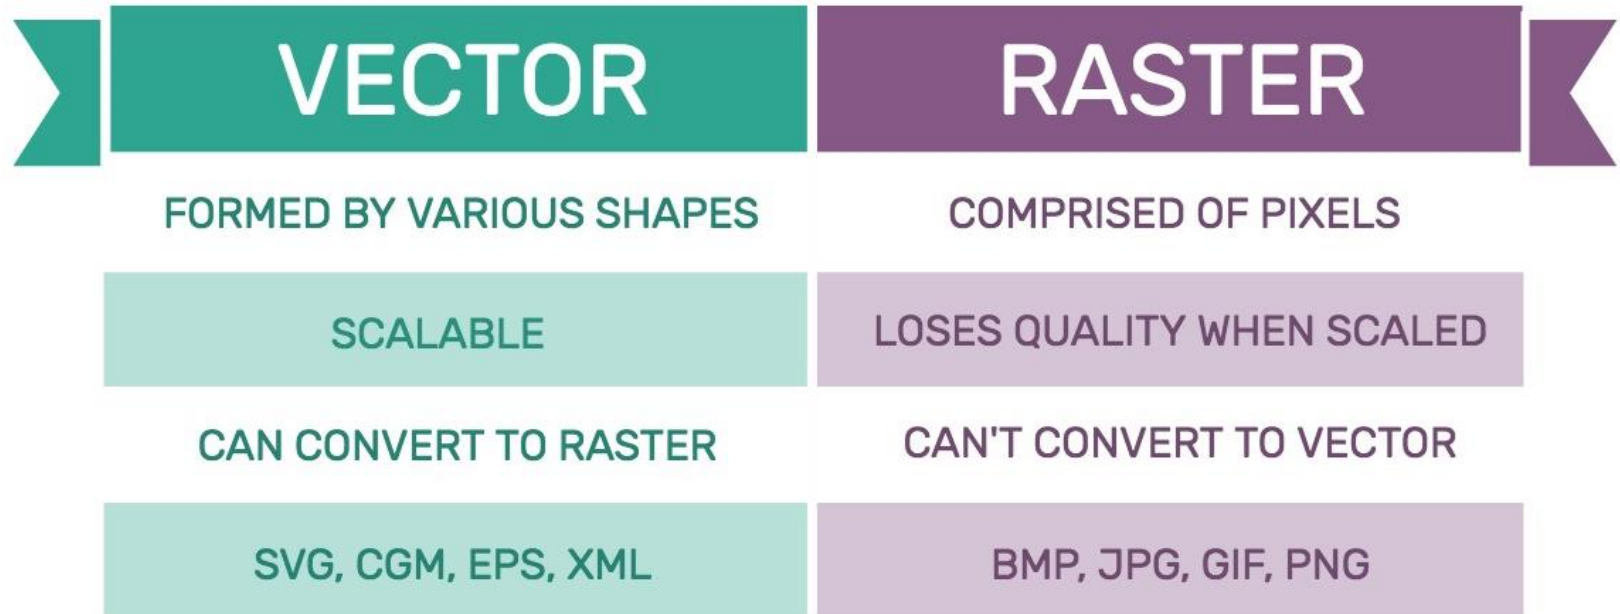 VECTOR
RASTER
FORMED BY VARIOUS SHAPES
COMPRISED OF PIXELS
SCALABLE
LOSES QUALITY WHEN SCALED
CAN CONVERT TO RASTER
CAN'T CONVERT TO VECTOR
SVG, CGM, EPS, XML
BMP, JPG, GIF, PNG